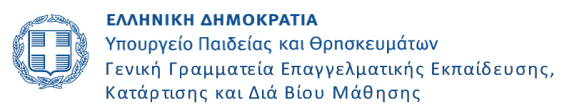 ΕΛΛΗΝΙΚΗ ΔΗΜΟΚΡΑΤΙΑ
Υπουργείο Παιδείας και Θρησκευμάτων
Γενική Γραμματεία Επαγγελματικής Εκπαίδευσης,
Κατάρτισης και Διά Βίου Μάθησης